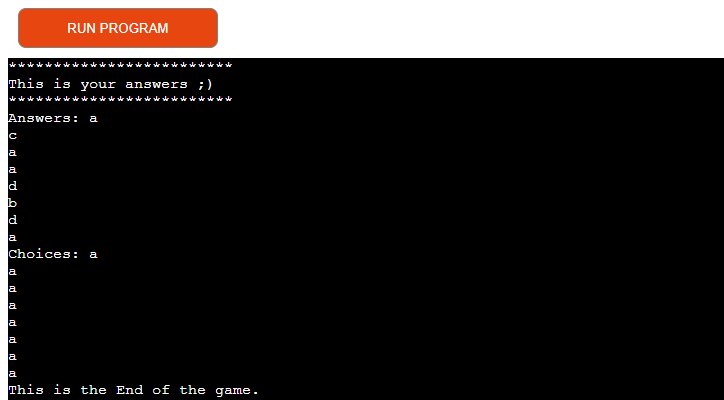 RUN PROGRAM
*************************
This is your answers ;)
*************************
Answers: a
c
a
a
d
b
d
a
Choices: a
a
a
a
a
a
a
a
This is the End of the game.